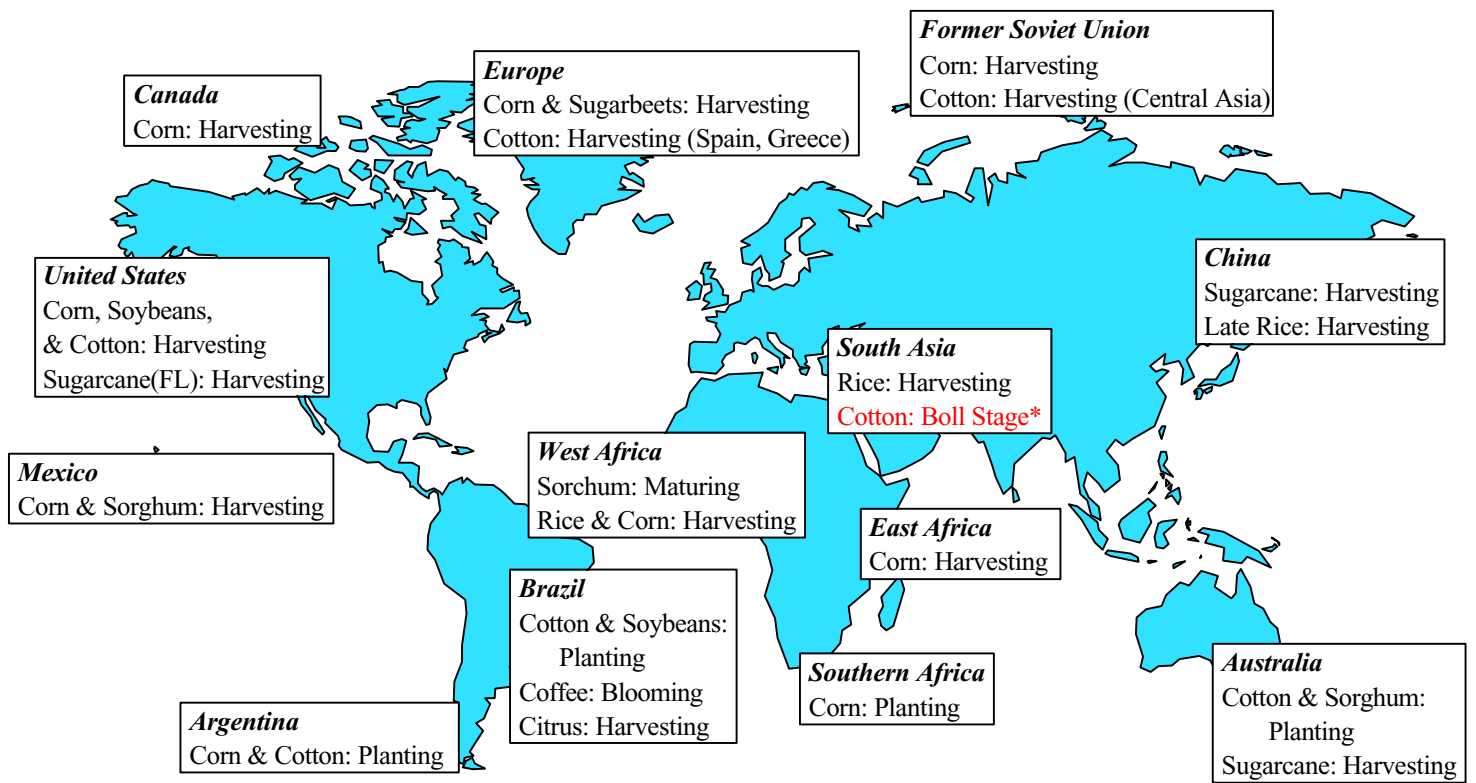 Former Soviet Union
Corn: Harvesting
Cotton: Harvesting (Central Asia)
Europe
Corn & Sugarbeets: Harvesting
Cotton: Harvesting (Spain, Greece)
Canada
Corn: Harvesting
United States
Corn, Soybeans,
& Cotton: Harvesting
Sugarcane(FL): Harvesting
China
Sugarcane: Harvesting
Late Rice: Harvesting
South Asia
Rice: Harvesting
Cotton: Boll Stage*
Mexico
Corn & Sorghum: Harvesting
West Africa
Sorchum: Maturing
Rice & Corn: Harvesting
East Africa
Corn: Harvesting
Brazil
Cotton & Soybeans:
Planting
Coffee: Blooming
Citrus: Harvesting
Southern Africa
Corn: Planting
Australia
Cotton & Sorghum:
Planting
Sugarcane: Harvesting
Argentina
Corn & Cotton: Planting